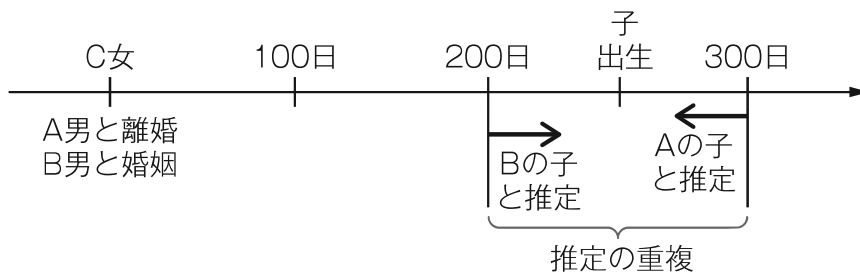 C女
100日
200日
子
出生
300日
A男と離婚
B男と婚姻
Bの子
と推定
Aの子
と推定
推定の重複